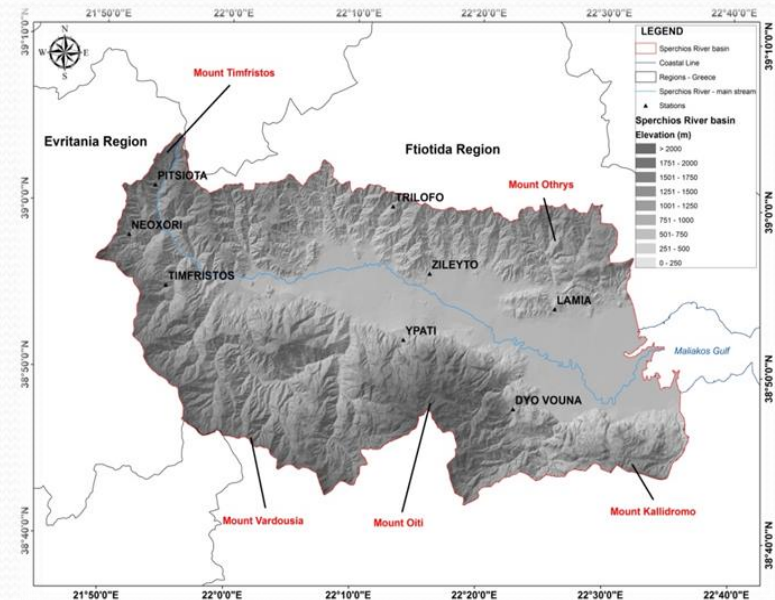 21°50'0"E 22°0'0"E 22°10'0"E 22°20'0"E 22°30'0"E 22°40'0"E
N
W E
S
39°10'0"N
39°10'0"N
LEGEND
Sperchios River basin
Coastal Line
Regions - Greece
Sperchios River - main stream
Stations
Sperchios River basin
Elevation (m)
> 2000
1751 - 2000
1501 - 1750
1251 - 1500
1001 - 1250
751 - 1000
501- 750
251 - 500
0 - 250
Mount Timfristos
Evritania Region
Ftiotida Region
PITSIOTA
Mount Othrys
39°0'0"N
TRILOFO
39°0'0"N
NEOXORI
ZILEYTO
TIMFRISTOS
LAMIA
YPATI
Maliakos Gulf
38°50'0"N
38°50'0"N
DYO VOUNA
Mount Vardousia
Mount Oiti
Mount Kallidromo
38°40'0"N
38°40'0"N
21°50'0"E 22°0'0"E 22°10'0"E 22°20'0"E 22°30'0"E 22°40'0"E